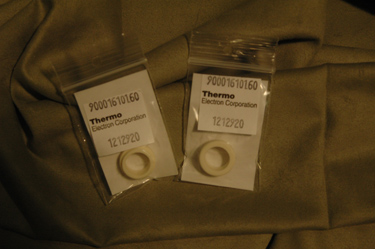 90001610160
Thermo
Electron Corporation
1212920
90001610160
Thermo
Electron Corporation
1212920